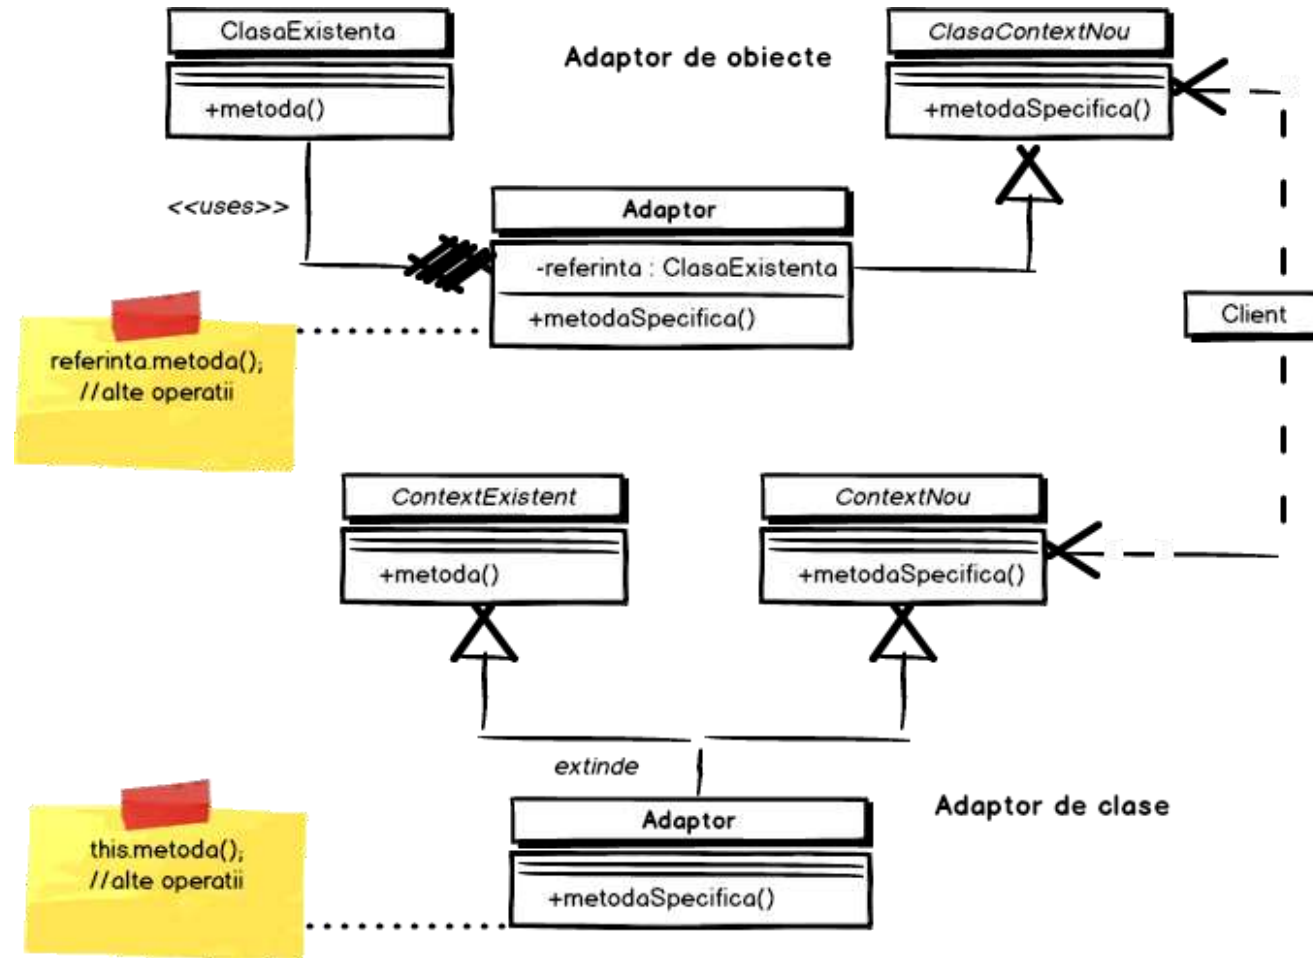 ClasaExistenta
+metoda()
Adaptor de obiecte
ClasaContextNou
+metodaSpecifica()
<<uses>>
Adaptor
-referinta : ClasaExistenta
+metodaSpecifica()
Client
referinta.metoda();
//alte operatii
ContextExistent
+metoda()
ContextNou
+metodaSpecifica()
extinde
Adaptor
+metodaSpecifica()
Adaptor de clase
this.metoda();
//alte operatii